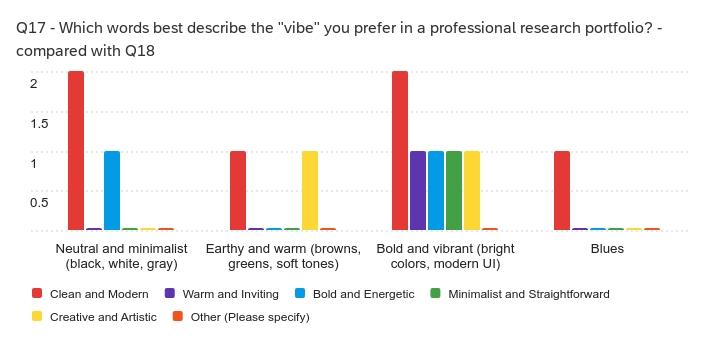 Q17 - Which words best describe the "vibe" you prefer in a professional research portfolio? -
compared with Q18
2
1.5
1
0.5
Neutral and minimalist
(black, white, gray)
Earthy and warm (browns,
greens, soft tones)
Bold and vibrant (bright
colors, modern UI)
Blues
Clean and Modern
Warm and Inviting
Bold and Energetic
Minimalist and Straightforward
Creative and Artistic
Other (Please specify)